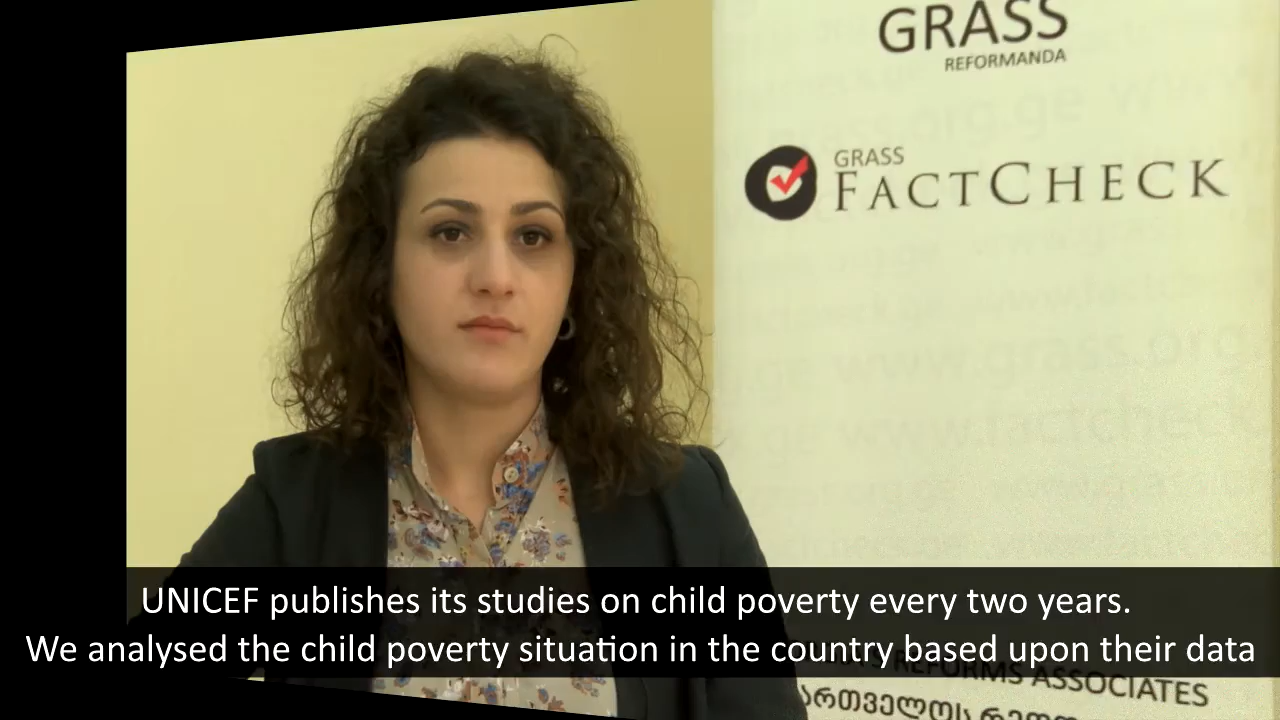 GRASS
REFORMANDA
GRASS
FACTCHECK
www.grass.org
UNICEF publishes its studies on child poverty every two years.
We analysed the child poverty situation in the country based upon their data
REFORMS ASSOCIATES